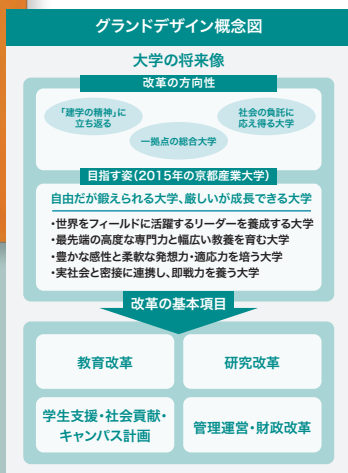 グランドデザイン概念図
大学の将来像
改革の方向性
「建学の精神」に
立ち返る
社会の負託に
応え得る大学
一拠点の総合大学
目指す姿(2015年の京都産業大学)
自由だが鍛えられる大学、厳しいが成長できる大学
・世界をフィールドに活躍するリーダーを養成する大学
・最先端の高度な専門力と幅広い教養を育む大学
・豊かな感性と柔軟な発想力・適応力を培う大学
・実社会と密接に連携し、即戦力を養う大学
改革の基本項目
教育改革
研究改革
学生支援・社会貢献・
キャンパス計画
管理運営・財政改革